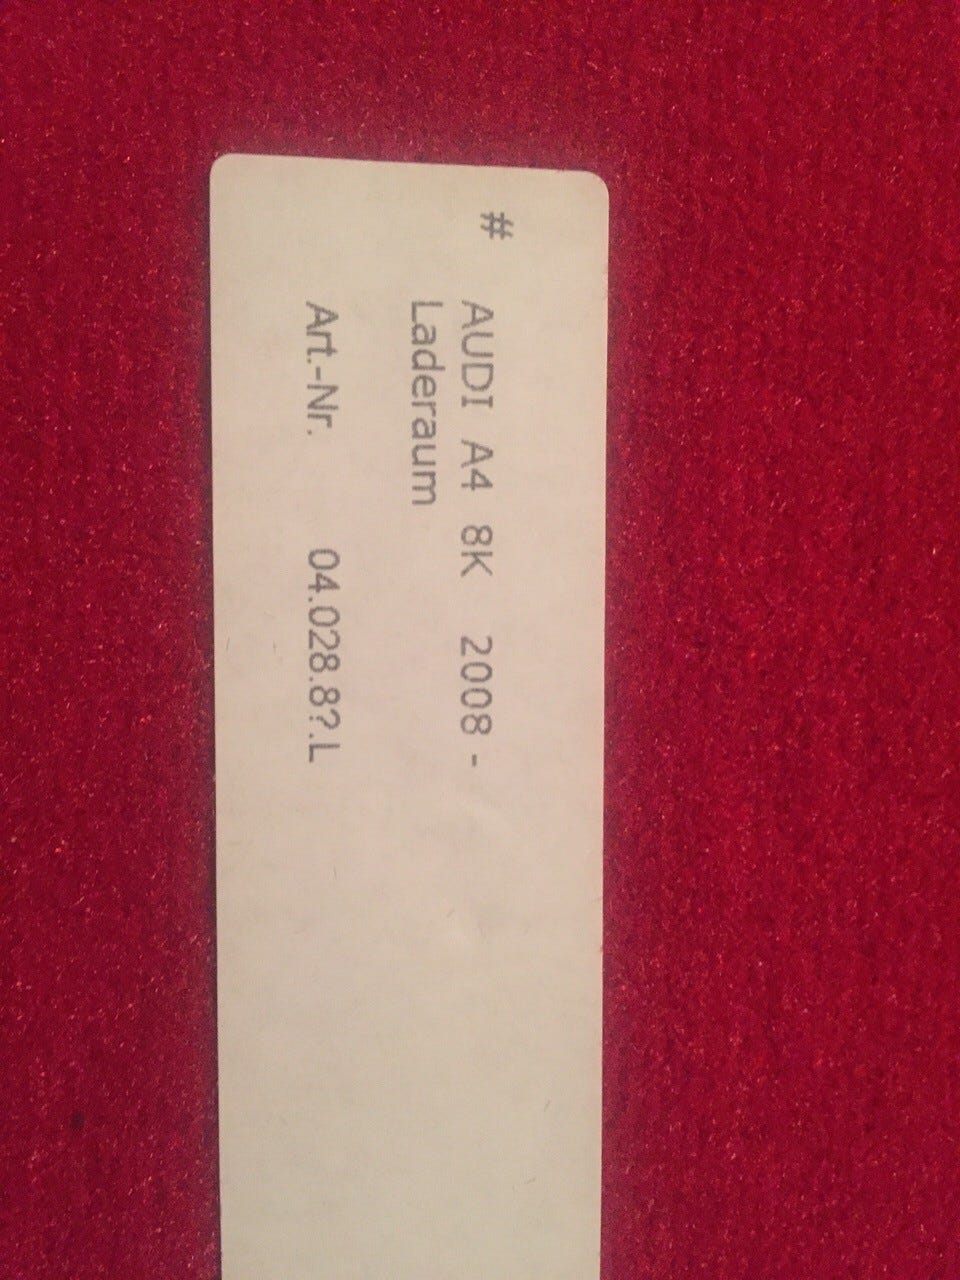 # AUDI A4 8K 2008 -
Laderaum
Art.-Nr. 04.028.8?.L